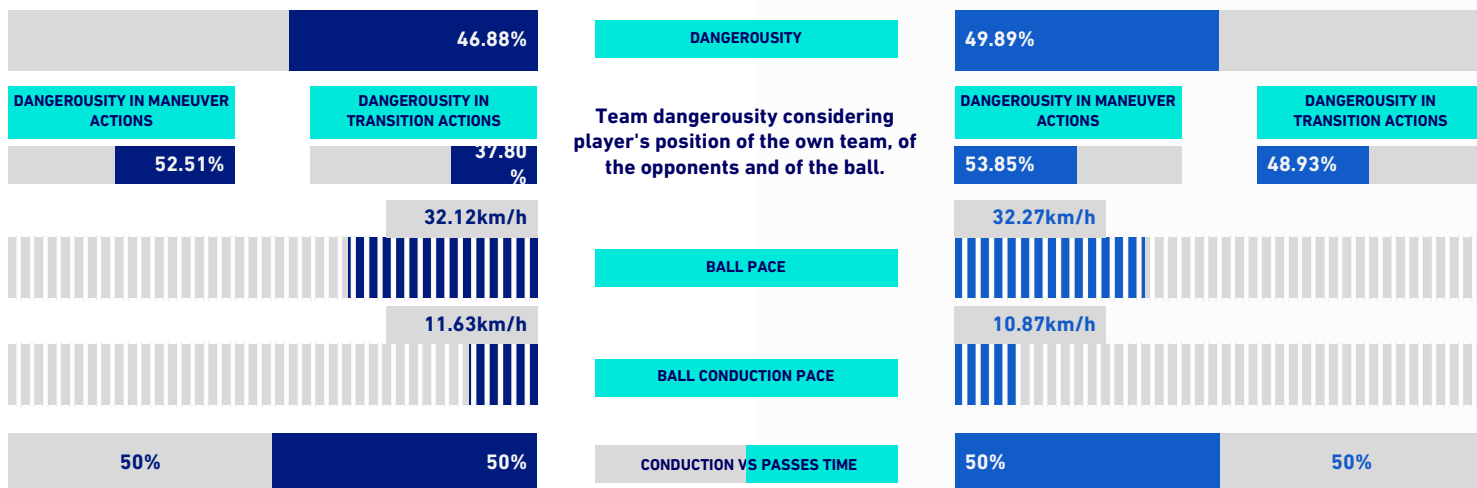 46.88%
DANGEROUSITY
49.89%
DANGEROUSITY IN MANEUVER
ACTIONS
DANGEROUSITY IN
TRANSITION ACTIONS
52.51%
37.80
%
Team dangerousity considering
player's position of the own team, of
the opponents and of the ball.
DANGEROUSITY IN MANEUVER
ACTIONS
DANGEROUSITY IN
TRANSITION ACTIONS
53.85%
48.93%
32.12km/h
BALL PACE
32.27km/h
11.63km/h
BALL CONDUCTION PACE
10.87km/h
50%
50%
CONDUCTION VS PASSES TIME
50%
50%